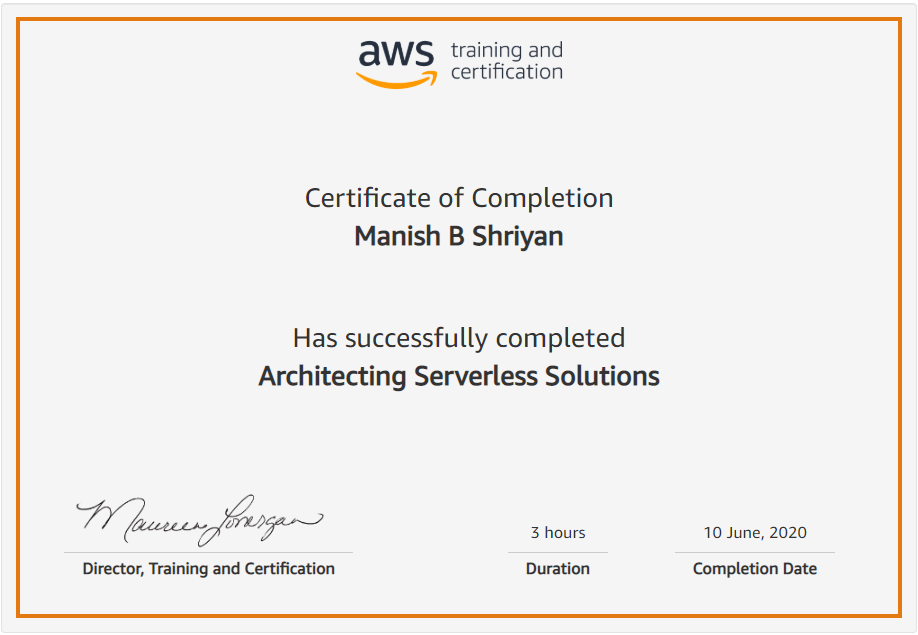 aws training and
certification
Certificate of Completion
Manish B Shriyan
Has successfully completed
Architecting Serverless Solutions
Maureen Lonergan
3 hours
10 June, 2020
Director, Training and Certification
Duration
Completion Date